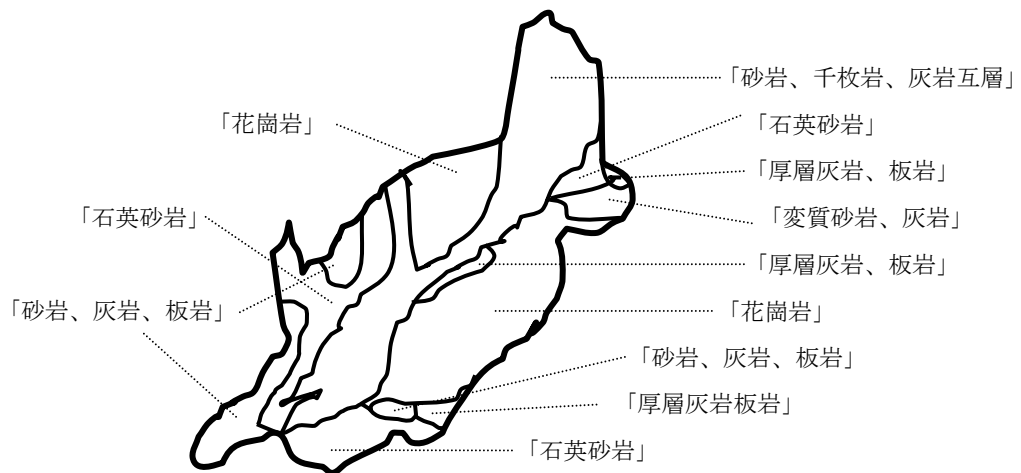 「砂岩、千枚岩、灰岩互層」
「花崗岩」
「石英砂岩」
「厚層灰岩、板岩」
「石英砂岩」
「変質砂岩、灰岩」
「厚層灰岩、板岩」
「砂岩、灰岩、板岩」
「花崗岩」
「砂岩、灰岩、板岩」
「厚層灰岩板岩」
「石英砂岩」